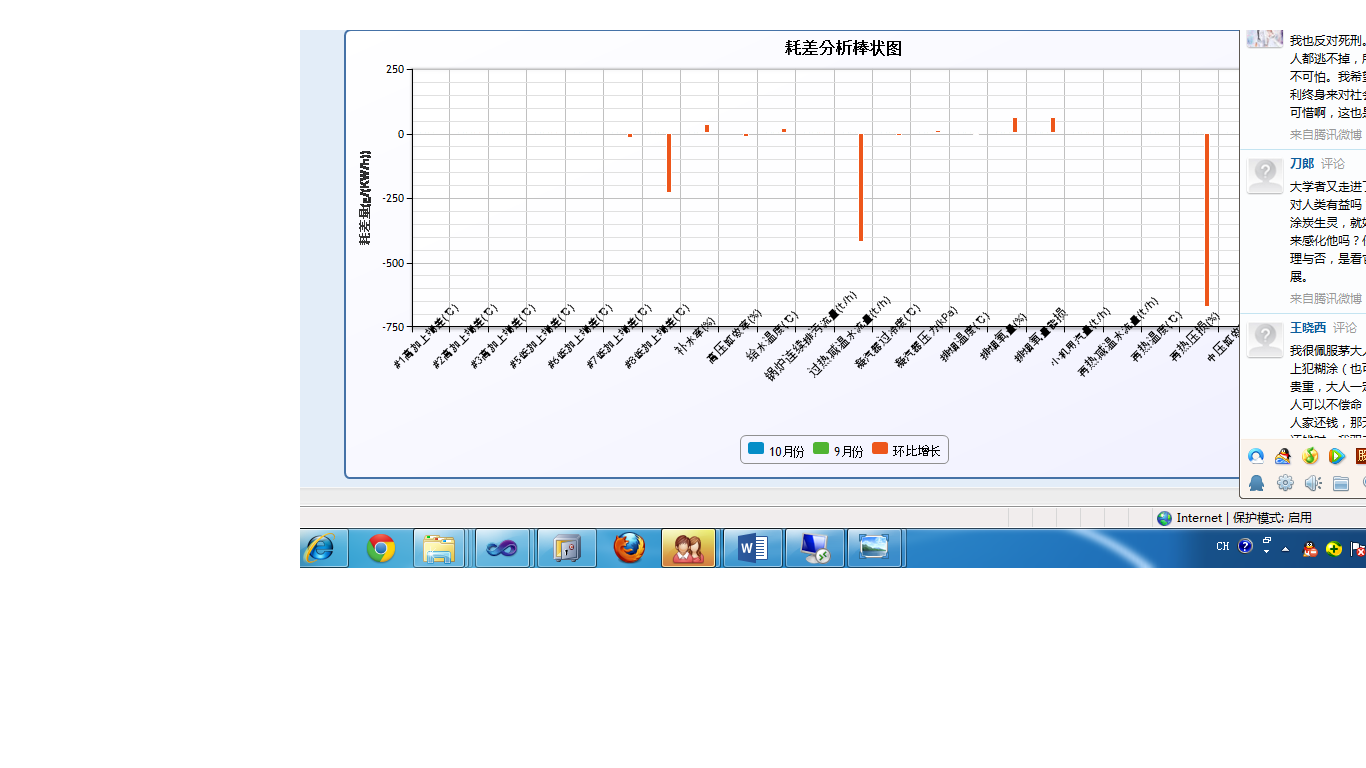 耗差分析棒状图
250
0
-250
-500
-750
耗差量(g/(KW/h))
#1高加上端差(℃)
#2高加上端差(℃)
#3高加上端差(℃)
#5低加上端差(℃)
#6低加上端差(℃)
#7低加上端差(℃)
#8低加上端差(℃)
补水率(%)
高压缸效率(%)
给水温度(℃)
锅炉连续排污流量(t/h)
过热减温水流量(t/h)
凝汽器过冷度(℃)
凝汽器压力(kPa)
排烟温度(℃)
排烟氧量(%)
排烟氧量散损
小机用汽量(t/h)
再热减温水流量(t/h)
再热温度(℃)
再热压损(%)
中压缸效
10月份 9月份 环比增长
我也反对死刑。
人都逃不掉，
不可怕。我希
利终身来对社会
可惜啊，这也是
来自腾讯微博
刀郎 评论
大学者又走进了
对人类有益吗
涂炭生灵，就
来感化他吗？
理与否，是看
展。
来自腾讯微博
王晓西 评论
我很佩服茅大人
上犯糊涂（也
贵重，大人一定
人可以不偿命
人家还钱，那
Internet | 保护模式: 启用
CH